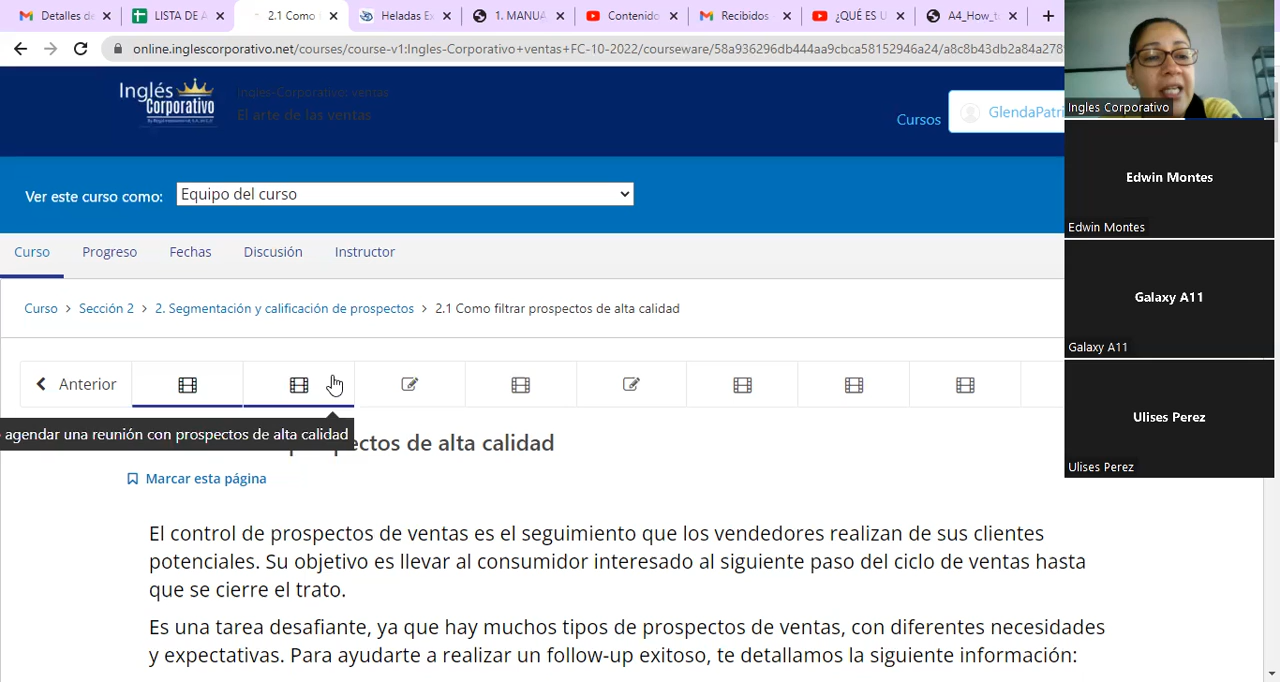 Detalles de
LISTA DE A
2.1 Como
Heladas Ex
1. MANUA
Contenido
Recibidos
¿QUÉ ES U
A4_How_t
online.inglescorporativo.net/courses/course-v1:Ingles-Corporativo+ventas+FC-10-2022/courseware/58a936296db444aa9cbca58152946a24/a8c8b43db2a84a278
Inglés Corporativo
Ingles-Corporativo: ventas
El arte de las ventas
Cursos
GlendaPatri
Ver este curso como:
Equipo del curso
Curso
Progreso
Fechas
Discusión
Instructor
Curso > Sección 2 > 2. Segmentación y calificación de prospectos > 2.1 Como filtrar prospectos de alta calidad
Anterior
agendar una reunión con prospectos de alta calidad
pectos de alta calidad
Marcar esta página
El control de prospectos de ventas es el seguimiento que los vendedores realizan de sus clientes
potenciales. Su objetivo es llevar al consumidor interesado al siguiente paso del ciclo de ventas hasta
que se cierre el trato.
Es una tarea desafiante, ya que hay muchos tipos de prospectos de ventas, con diferentes necesidades
y expectativas. Para ayudarte a realizar un follow-up exitoso, te detallamos la siguiente información:
Ingles Corporativo
Edwin Montes
Edwin Montes
Galaxy A11
Galaxy A11
Ulises Perez
Ulises Perez